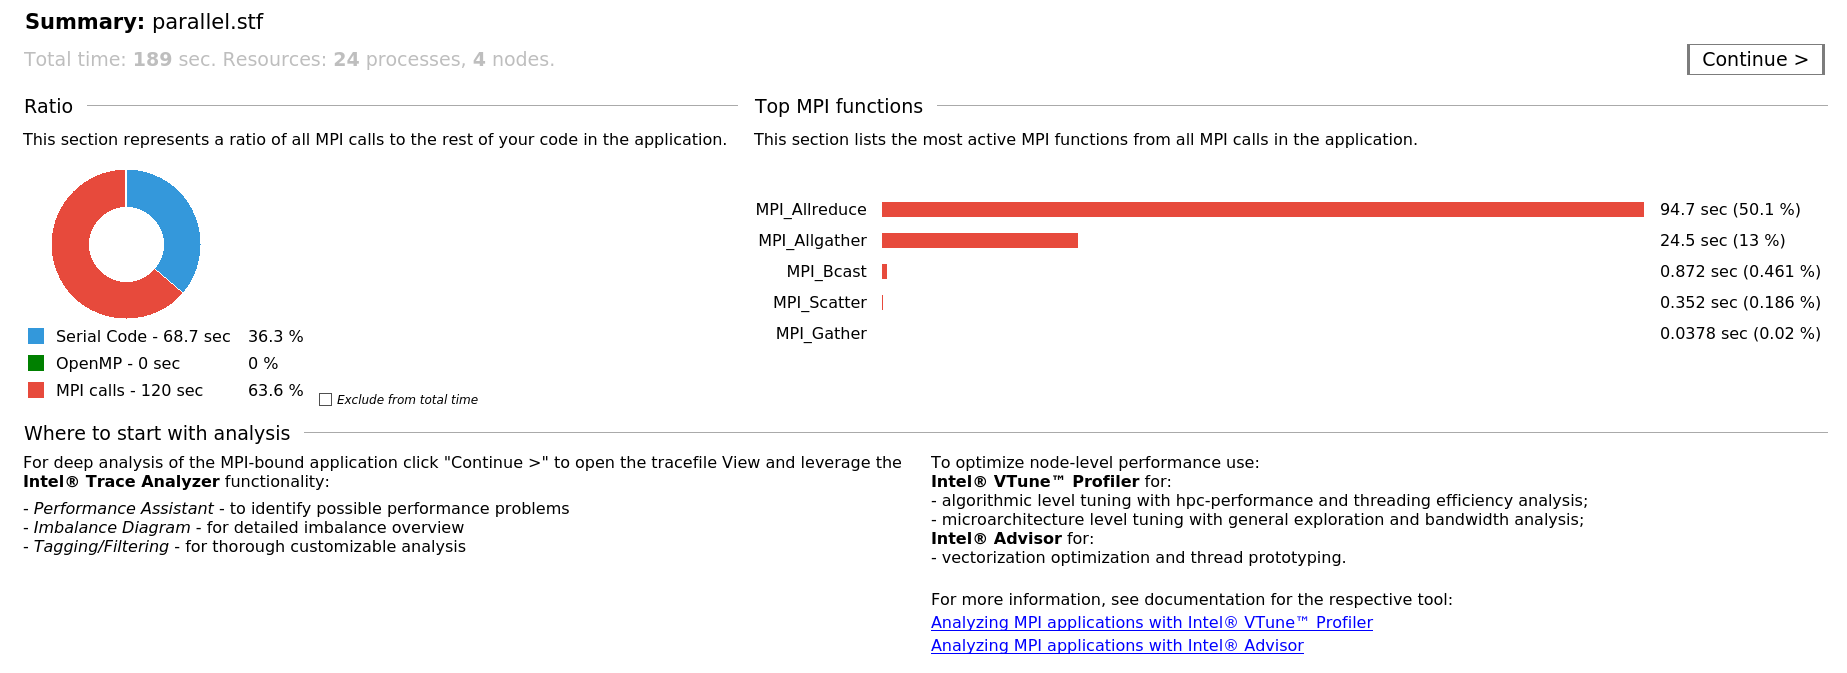 Summary: parallel.stf
Total time: 189 sec. Resources: 24 processes, 4 nodes.
Continue >
Ratio
This section represents a ratio of all MPI calls to the rest of your code in the application.
Serial Code - 68.7 sec 36.3 %
OpenMP - 0 sec 0 %
MPI calls - 120 sec 63.6 %
Exclude from total time
Top MPI functions
This section lists the most active MPI functions from all MPI calls in the application.
MPI_Allreduce 94.7 sec (50.1 %)
MPI_Allgather 24.5 sec (13 %)
MPI_Bcast 0.872 sec (0.461 %)
MPI_Scatter 0.352 sec (0.186 %)
MPI_Gather 0.0378 sec (0.02 %)
Where to start with analysis
For deep analysis of the MPI-bound application click "Continue >" to open the tracefile View and leverage the
Intel® Trace Analyzer functionality:
- Performance Assistant - to identify possible performance problems
- Imbalance Diagram - for detailed imbalance overview
- Tagging/Filtering - for thorough customizable analysis
To optimize node-level performance use:
Intel® VTune™ Profiler for:
- algorithmic level tuning with hpc-performance and threading efficiency analysis;
- microarchitecture level tuning with general exploration and bandwidth analysis;
Intel® Advisor for:
- vectorization optimization and thread prototyping.
For more information, see documentation for the respective tool:
Analyzing MPI applications with Intel® VTune™ Profiler
Analyzing MPI applications with Intel® Advisor